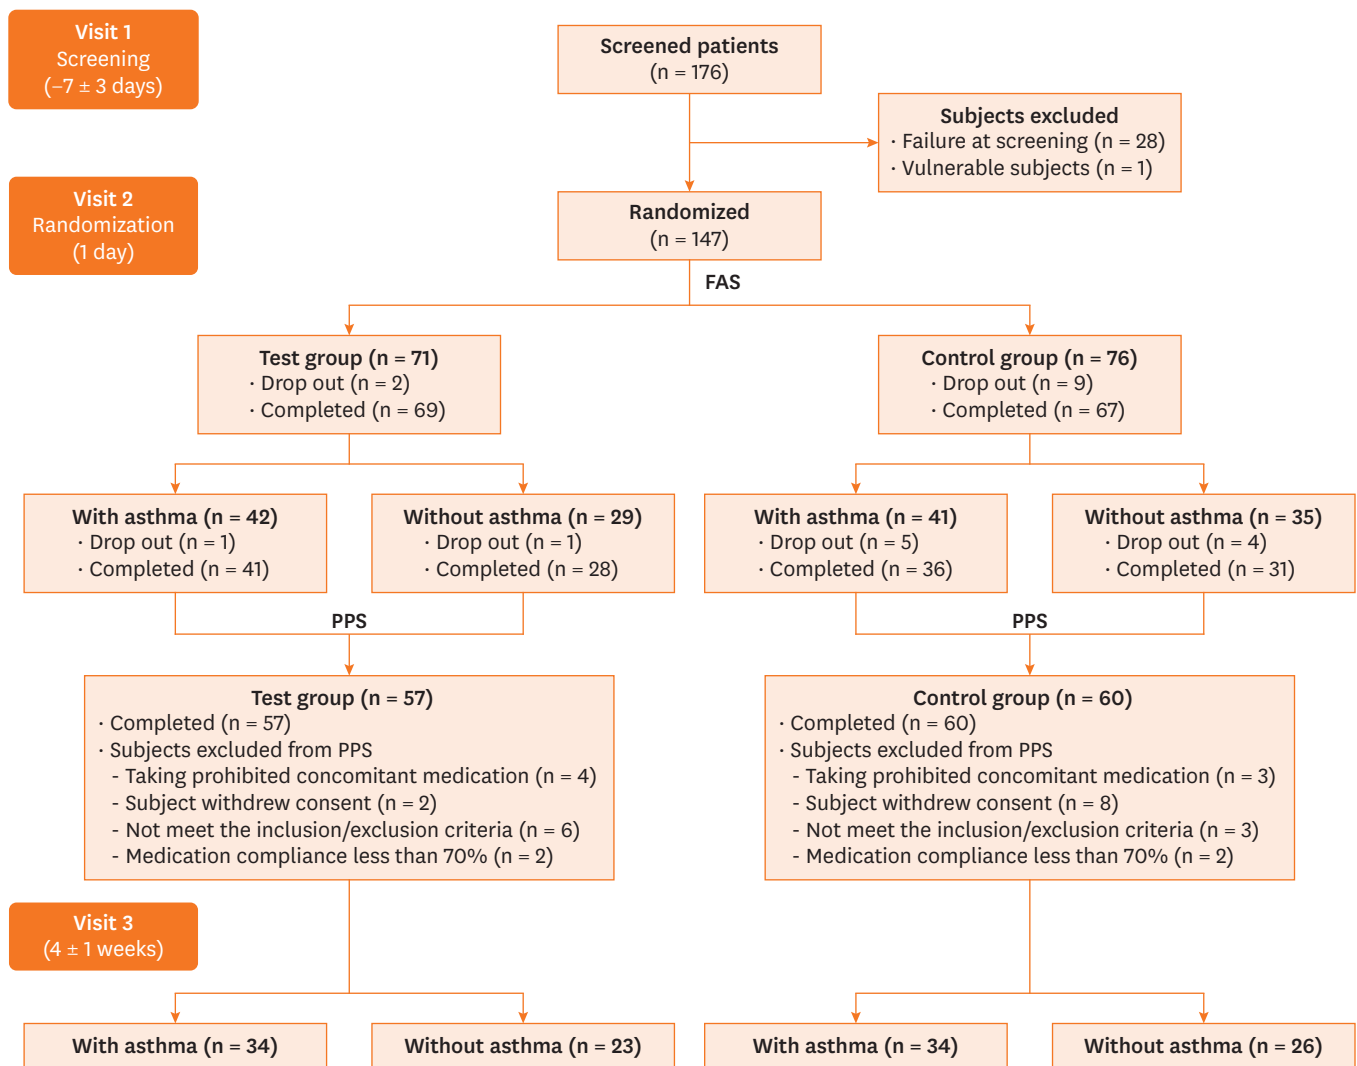 Visit 1
Screening
(–7 ± 3 days)
Screened patients
(n = 176)
Subjects excluded
· Failure at screening (n = 28)
· Vulnerable subjects (n = 1)
Visit 2
Randomization
(1 day)
Randomized
(n = 147)
FAS
Test group (n = 71)
· Drop out (n = 2)
· Completed (n = 69)
Control group (n = 76)
· Drop out (n = 9)
· Completed (n = 67)
With asthma (n = 42)
· Drop out (n = 1)
· Completed (n = 41)
Without asthma (n = 29)
· Drop out (n = 1)
· Completed (n = 28)
With asthma (n = 41)
· Drop out (n = 5)
· Completed (n = 36)
Without asthma (n = 35)
· Drop out (n = 4)
· Completed (n = 31)
PPS
PPS
Test group (n = 57)
· Completed (n = 57)
· Subjects excluded from PPS
- Taking prohibited concomitant medication (n = 4)
- Subject withdrew consent (n = 2)
- Not meet the inclusion/exclusion criteria (n = 6)
- Medication compliance less than 70% (n = 2)
Control group (n = 60)
· Completed (n = 60)
· Subjects excluded from PPS
- Taking prohibited concomitant medication (n = 3)
- Subject withdrew consent (n = 8)
- Not meet the inclusion/exclusion criteria (n = 3)
- Medication compliance less than 70% (n = 2)
Visit 3
(4 ± 1 weeks)
With asthma (n = 34)
Without asthma (n = 23)
With asthma (n = 34)
Without asthma (n = 26)